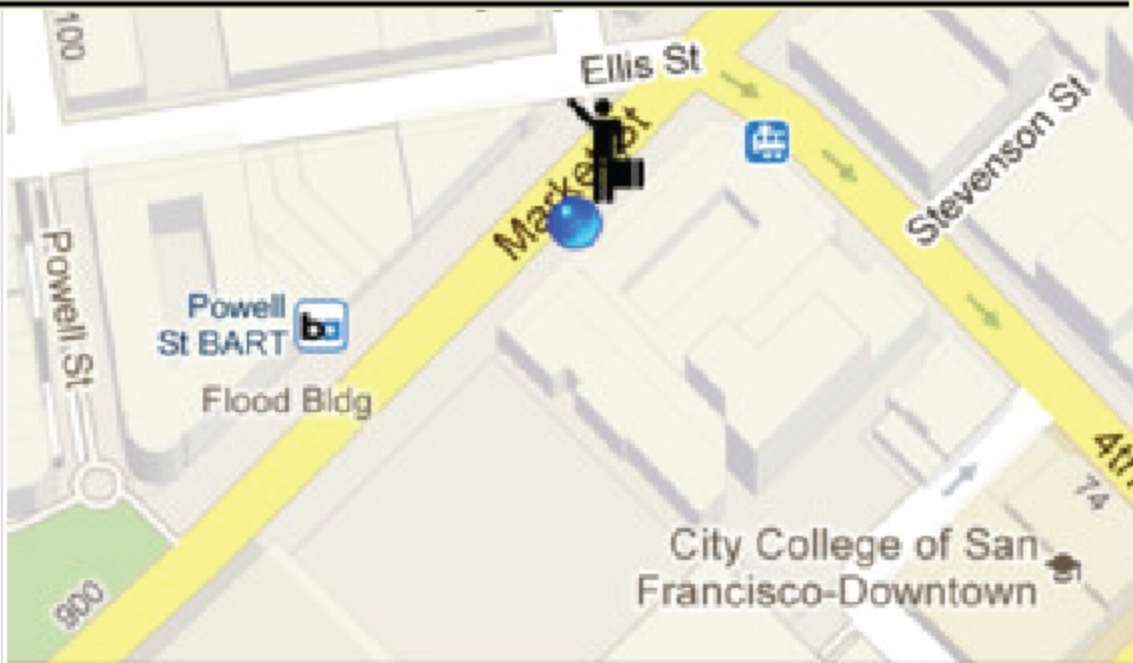 100
Ellis St
Market St
Stevenson St
Powell St
Powell
St BART
ba
Flood Bldg
4th
74
City College of San
Francisco-Downtown
900